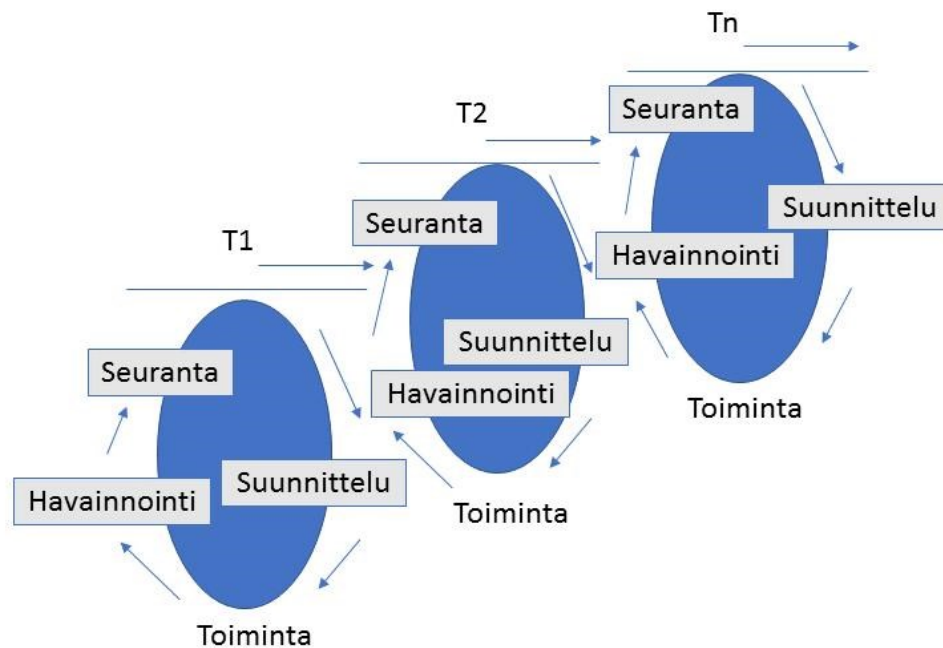 T1
Seuranta
Suunnittelu
Havainnointi
Toiminta
T2
Seuranta
Suunnittelu
Havainnointi
Toiminta
Tn
Seuranta
Suunnittelu
Havainnointi
Toiminta